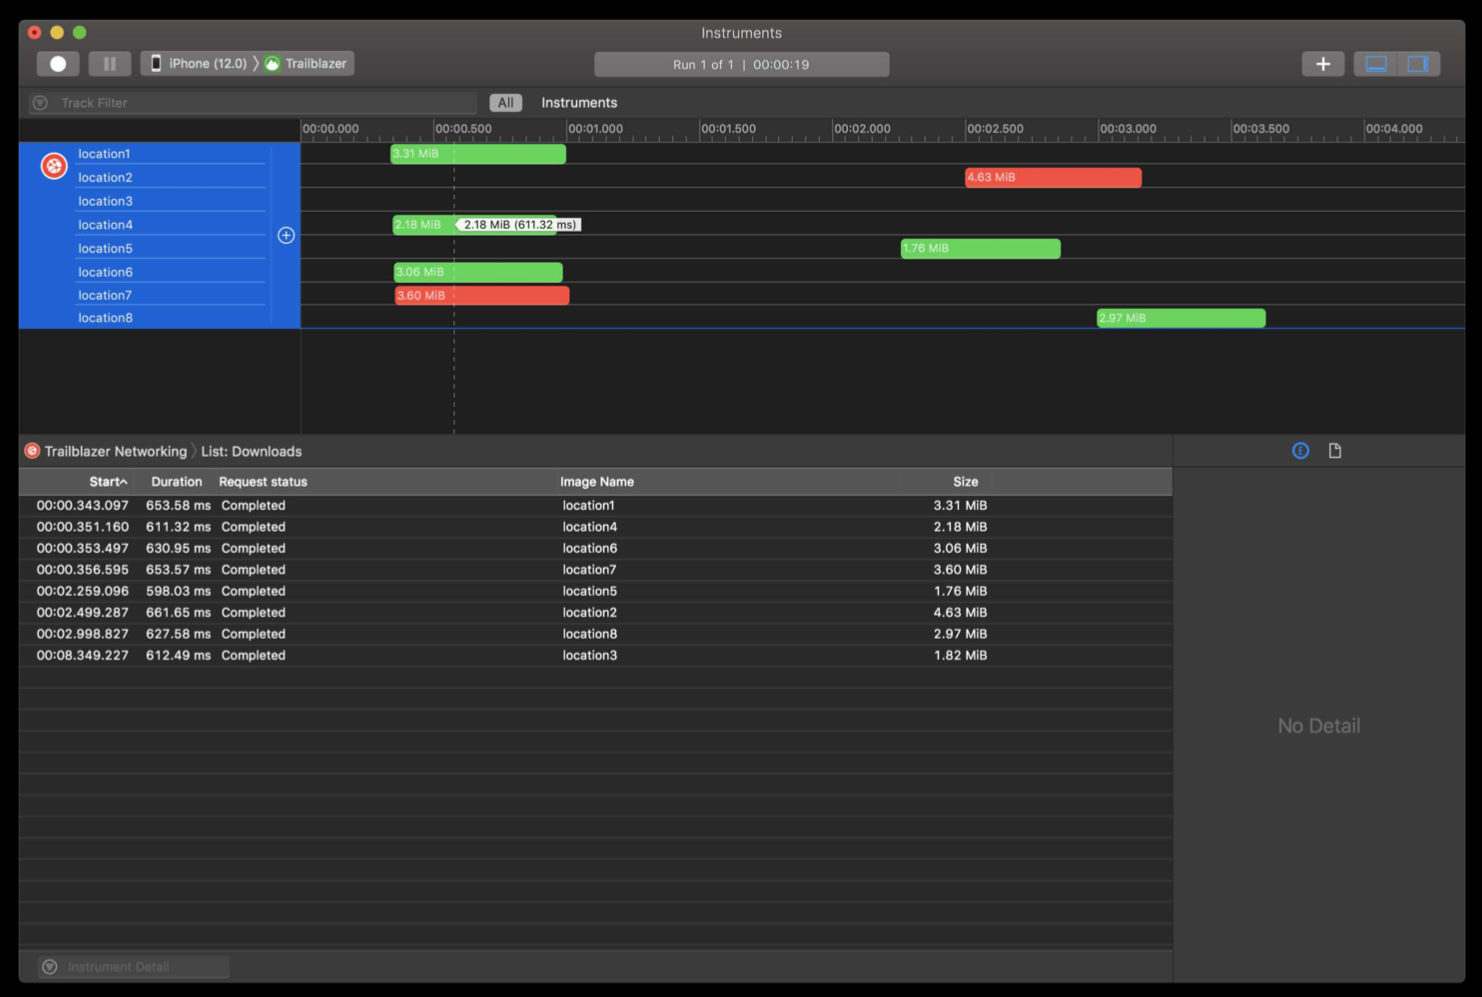 Instruments
iPhone (12.0) Trailblazer
Run 1 of 1 | 00:00:19
Track Filter
All Instruments
00:00.000 00:00.500 00:01.000 00:01.500 00:02.000 00:02.500 00:03.000 00:03.500 00:04.000
location1 3.31 MiB
location2 4.63 MiB
location3
location4 2.18 MiB 2.18 MiB (611.32 ms)
location5 1.76 MiB
location6 3.06 MiB
location7 3.60 MiB
location8 2.97 MiB
Trailblazer Networking List: Downloads
E
Start Duration Request status Image Name Size
00:00.343.097 653.58 ms Completed location1 3.31 MiB
00:00.351.160 611.32 ms Completed location4 2.18 MiB
00:00.353.497 630.95 ms Completed location6 3.06 MiB
00:00.356.595 653.57 ms Completed location7 3.60 MiB
00:02.259.096 598.03 ms Completed location5 1.76 MiB
00:02.499.287 661.65 ms Completed location2 4.63 MiB
00:02.998.827 627.58 ms Completed location8 2.97 MiB
00:08.349.227 612.49 ms Completed location3 1.82 MiB
No Detail
Instrument Detail